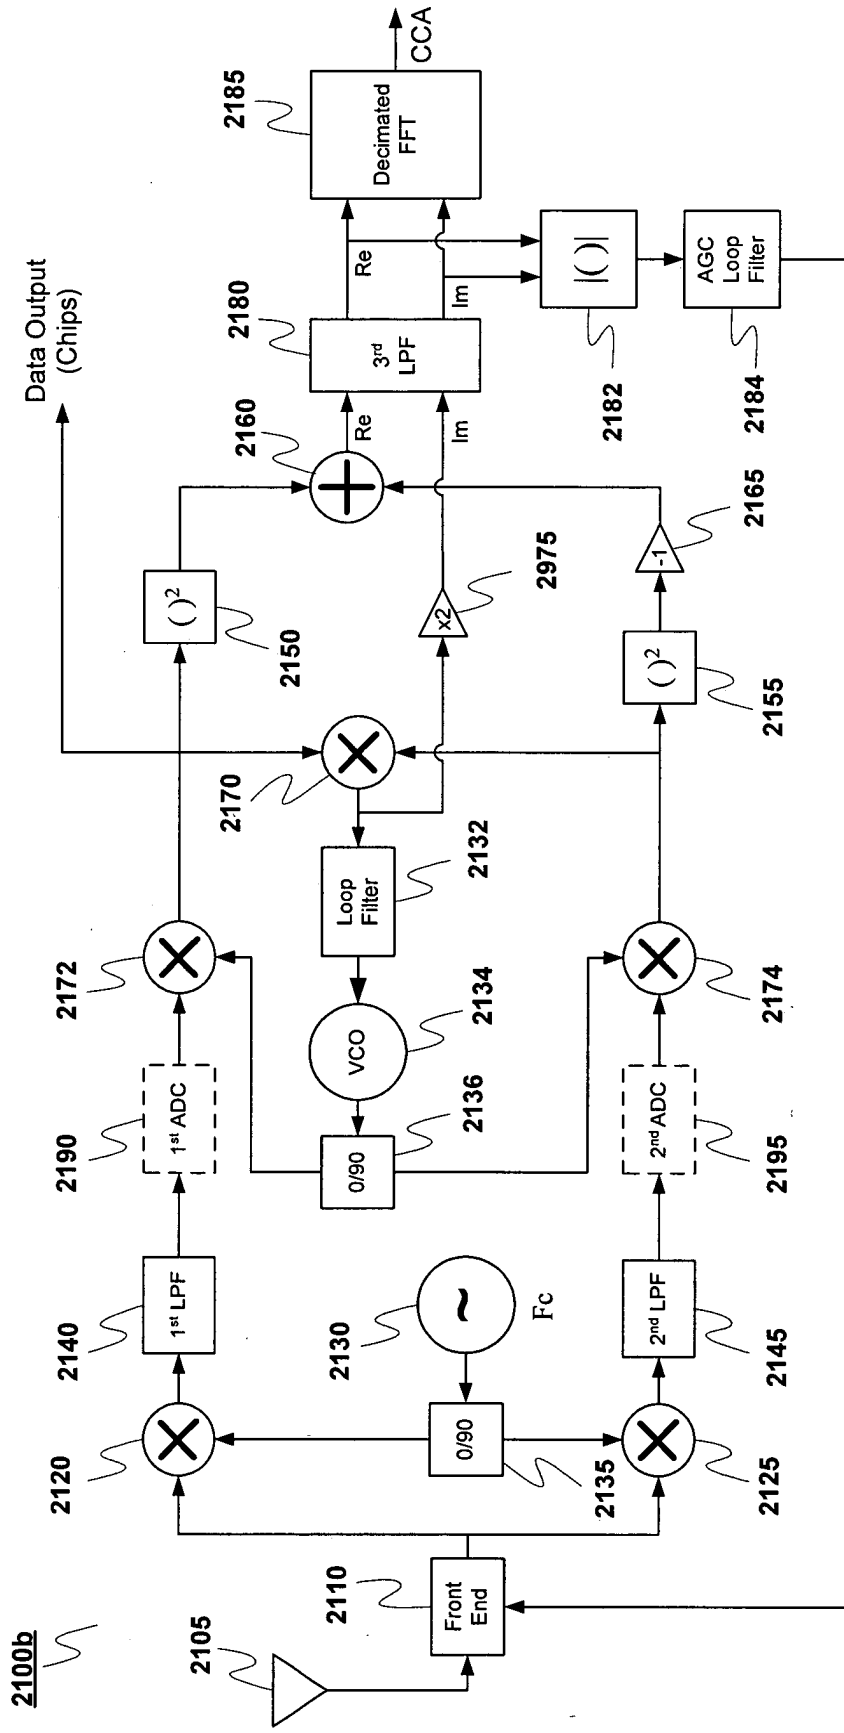 2100b
2105
2110
Front
End
2120
2125
2130
~
Fc
2135
0/90
2140
1st LPF
2145
2nd LPF
2190
1st ADC
2195
2nd ADC
2136
0/90
2134
VCO
2132
Loop
Filter
2172
2174
2170
Data Output
(Chips)
2150
( )²
2155
( )²
2975
x2
2165
-1
2160
Re
Im
2180
3rd
LPF
Re
Im
2182
|( )|
2184
AGC
Loop
Filter
2185
Decimated
FFT
CCA